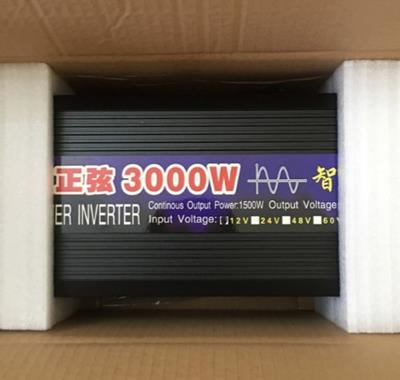 正弦 3000W 智
ER INVERTER
Continous Output Power:1500W Output Voltage
Input Voltage: [ ] 12V 24V 48V 60V